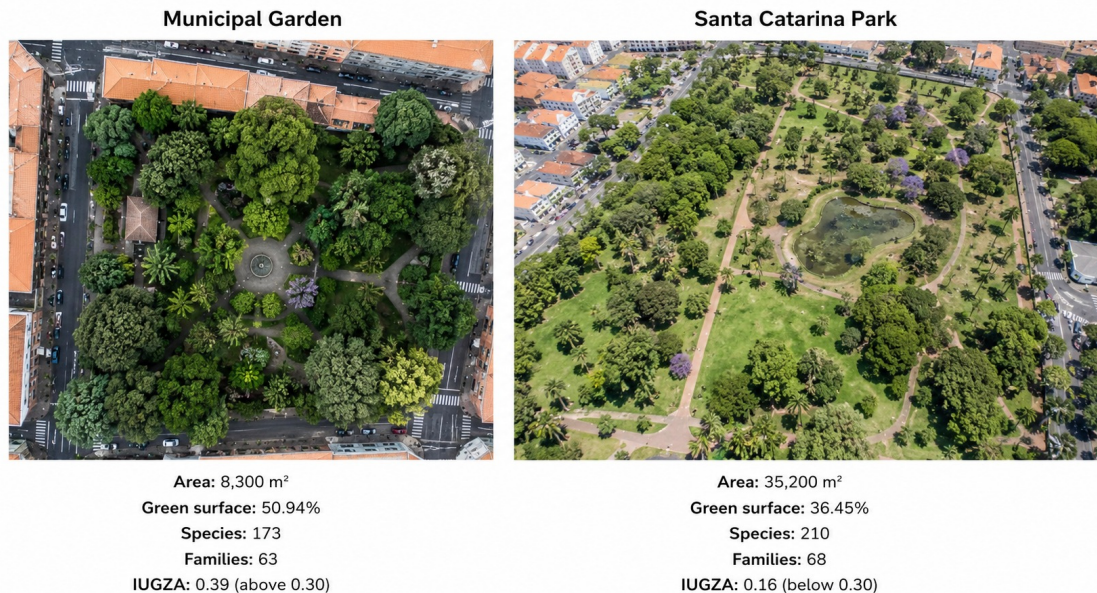 Municipal Garden
Area: 8,300 m²
Green surface: 50.94%
Species: 173
Families: 63
IUGZA: 0.39 (above 0.30)
Santa Catarina Park
Area: 35,200 m²
Green surface: 36.45%
Species: 210
Families: 68
IUGZA: 0.16 (below 0.30)